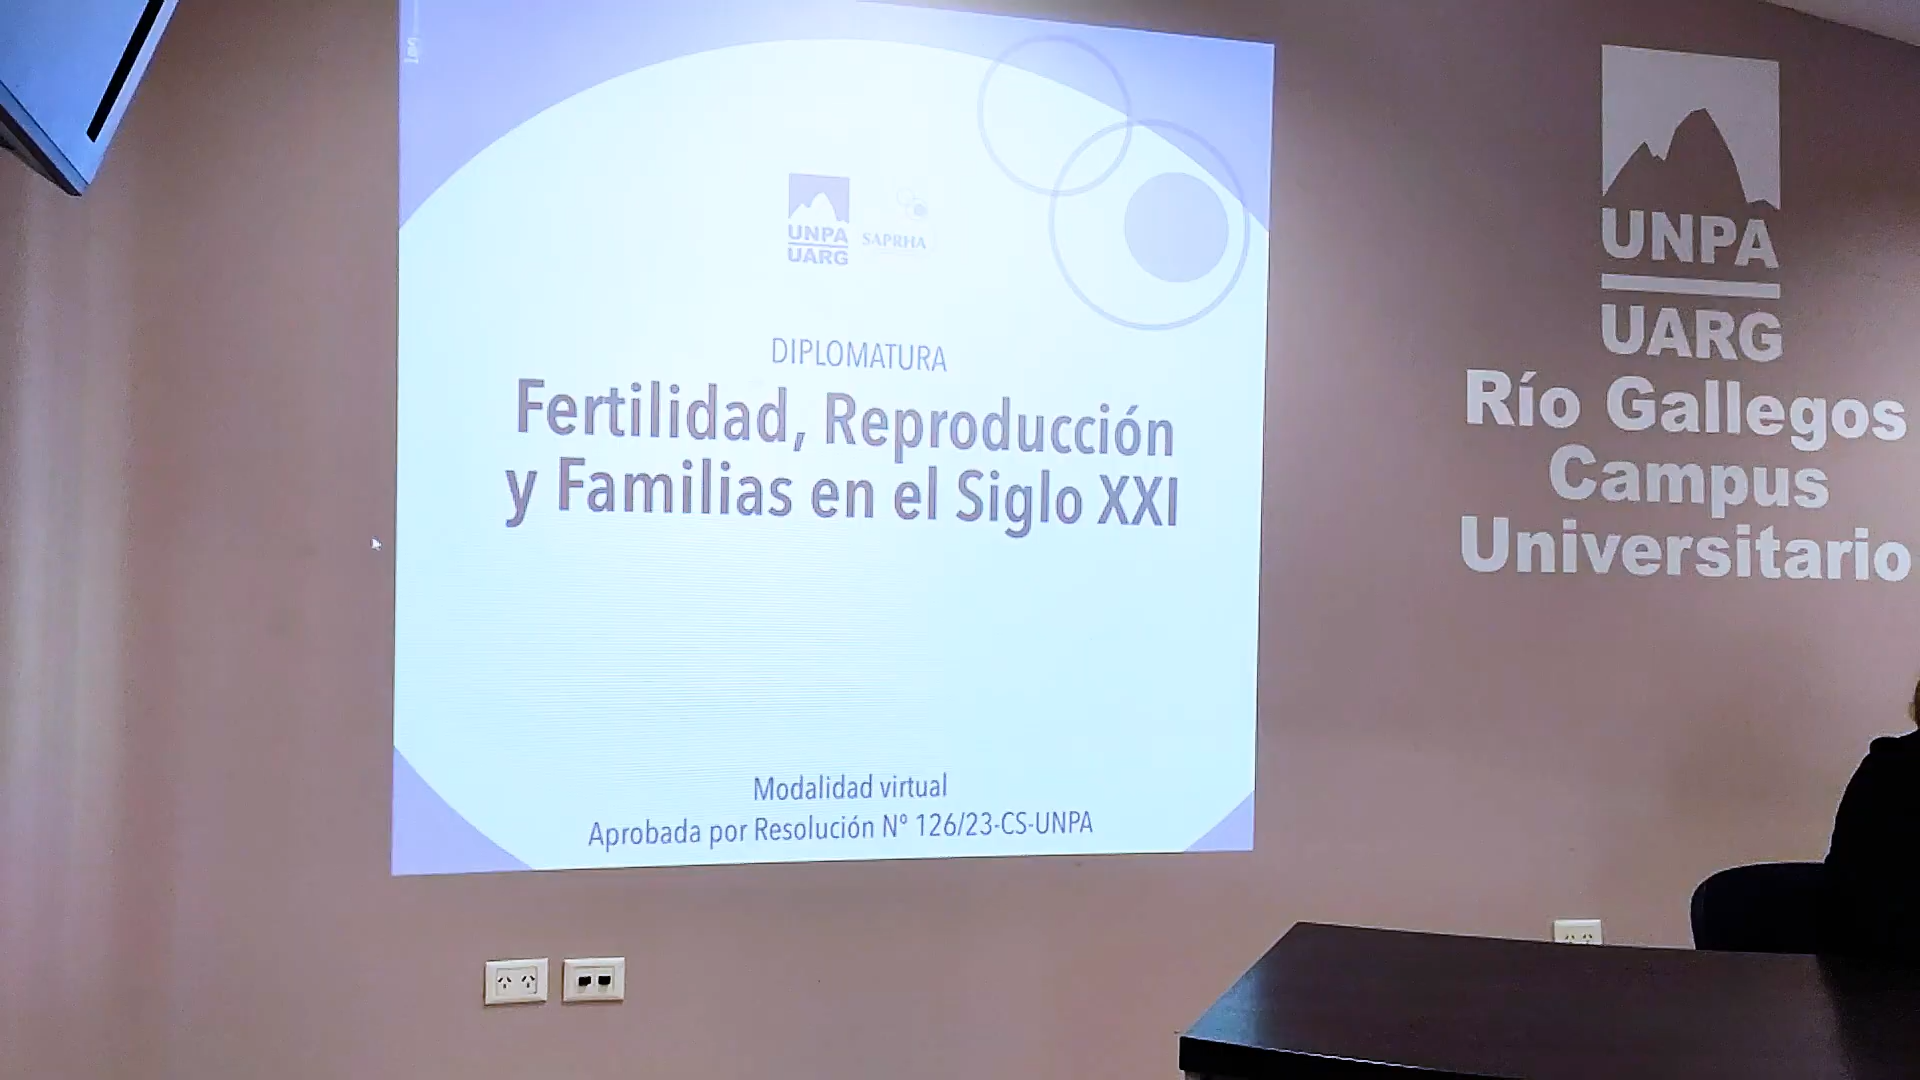 UNPA
UARG
SAPRHA
DIPLOMATURA
Fertilidad, Reproducción
y Familias en el Siglo XXI
Modalidad virtual
Aprobada por Resolución Nº 126/23-CS-UNPA
UNPA
UARG
Río Gallegos
Campus
Universitario